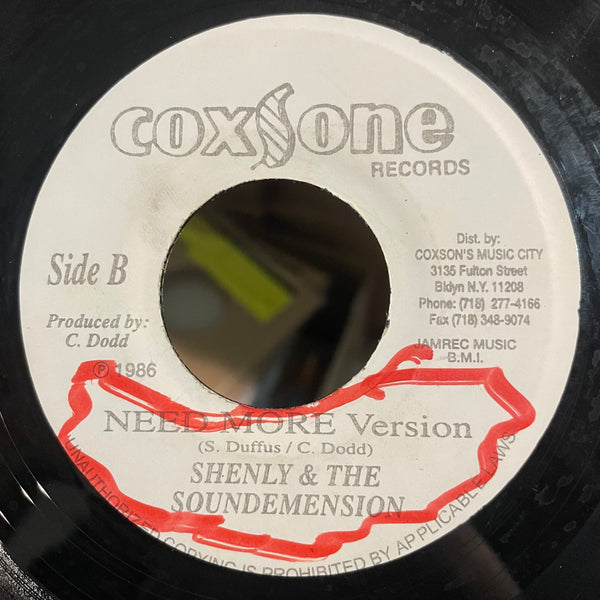 coxsone
RECORDS
Side B
Produced by:
C. Dodd
℗ 1986
Dist. by:
COXSON'S MUSIC CITY
3135 Fulton Street
Bldyn N.Y. 11208
Phone: (718) 277-4166
Fax (718) 348-9074
JAMREC MUSIC
B.M.I.
NEED MORE Version
(S. Duffus / C. Dodd)
SHENLY & THE
SOUNDEMENSION
UNAUTHORIZED COPYING IS PROHIBITED BY APPLICABLE LAWS